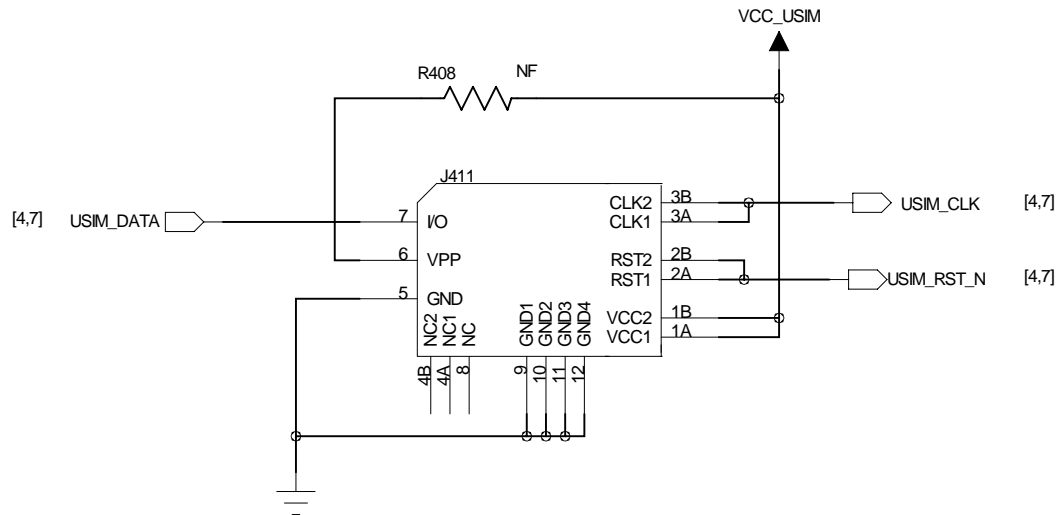 VCC_USIM
R408 NF
J411
[4,7] USIM_DATA 7 I/O
6 VPP
5 GND
CLK2 3B USIM_CLK [4,7]
CLK1 3A
RST2 2B
RST1 2A USIM_RST_N [4,7]
VCC2 1B
VCC1 1A
NC2 NC1 NC GND1 GND2 GND3 GND4
4B 4A 8 9 10 11 12